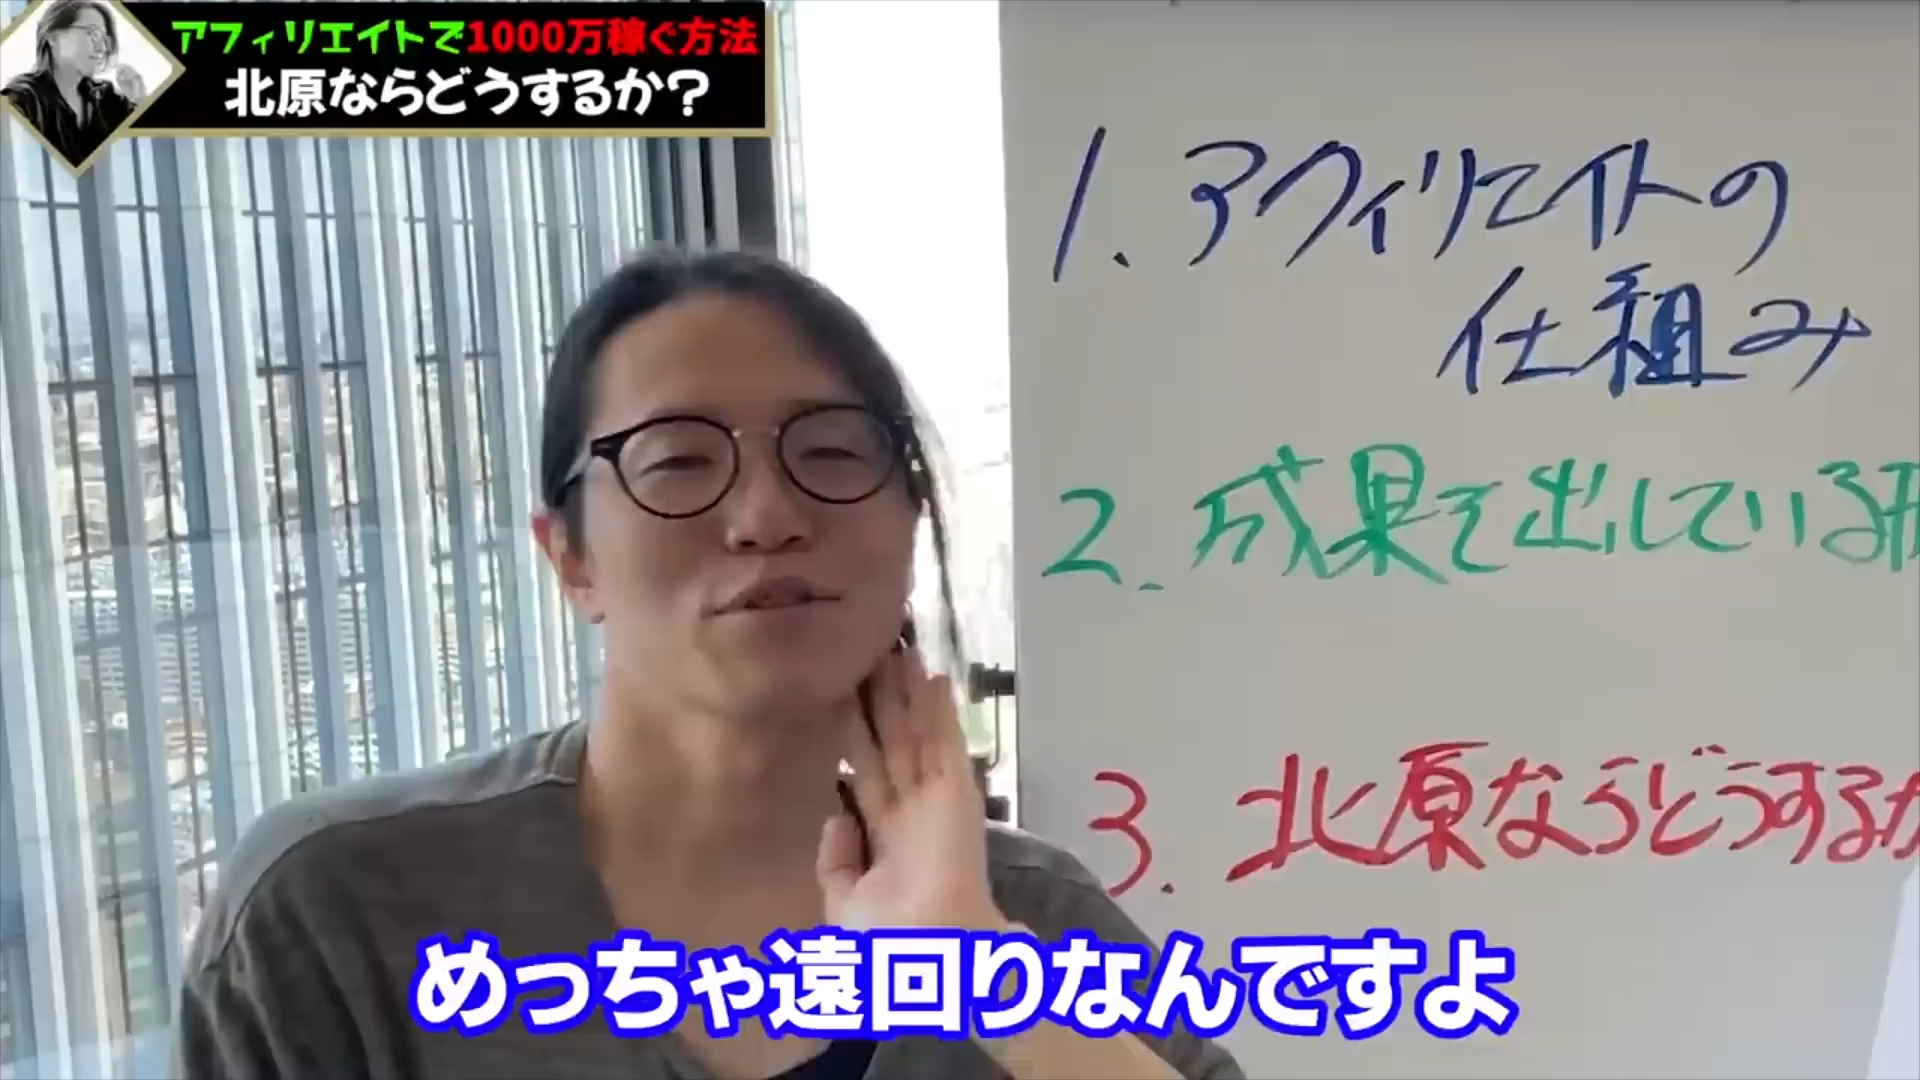 アフィリエイトで1000万稼ぐ方法
北原ならどうするか?
1. アフィリエイトの
仕組み
2. 成果を出している
3. 北原ならどうするか
めっちゃ遠回りなんですよ